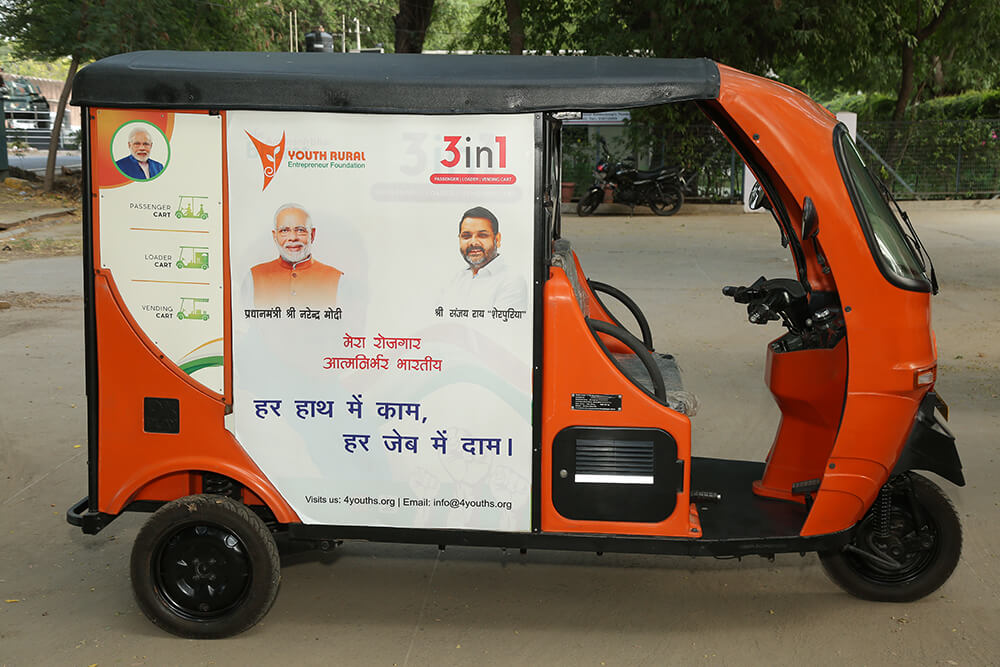 PASSENGER
CART
LOADER
CART
VENDING
CART
YOUTH RURAL
Entrepreneur Foundation
3in1
PASSENGER | LOADER | VENDING CART
प्रधानमंत्री श्री नरेन्द्र मोदी
श्री संजय राय "शेरपुरिया"
मेरा रोजगार
आत्मनिर्भर भारतीय
हर हाथ में काम,
हर जेब में दाम।
Visits us: 4youths.org | Email: info@4youths.org